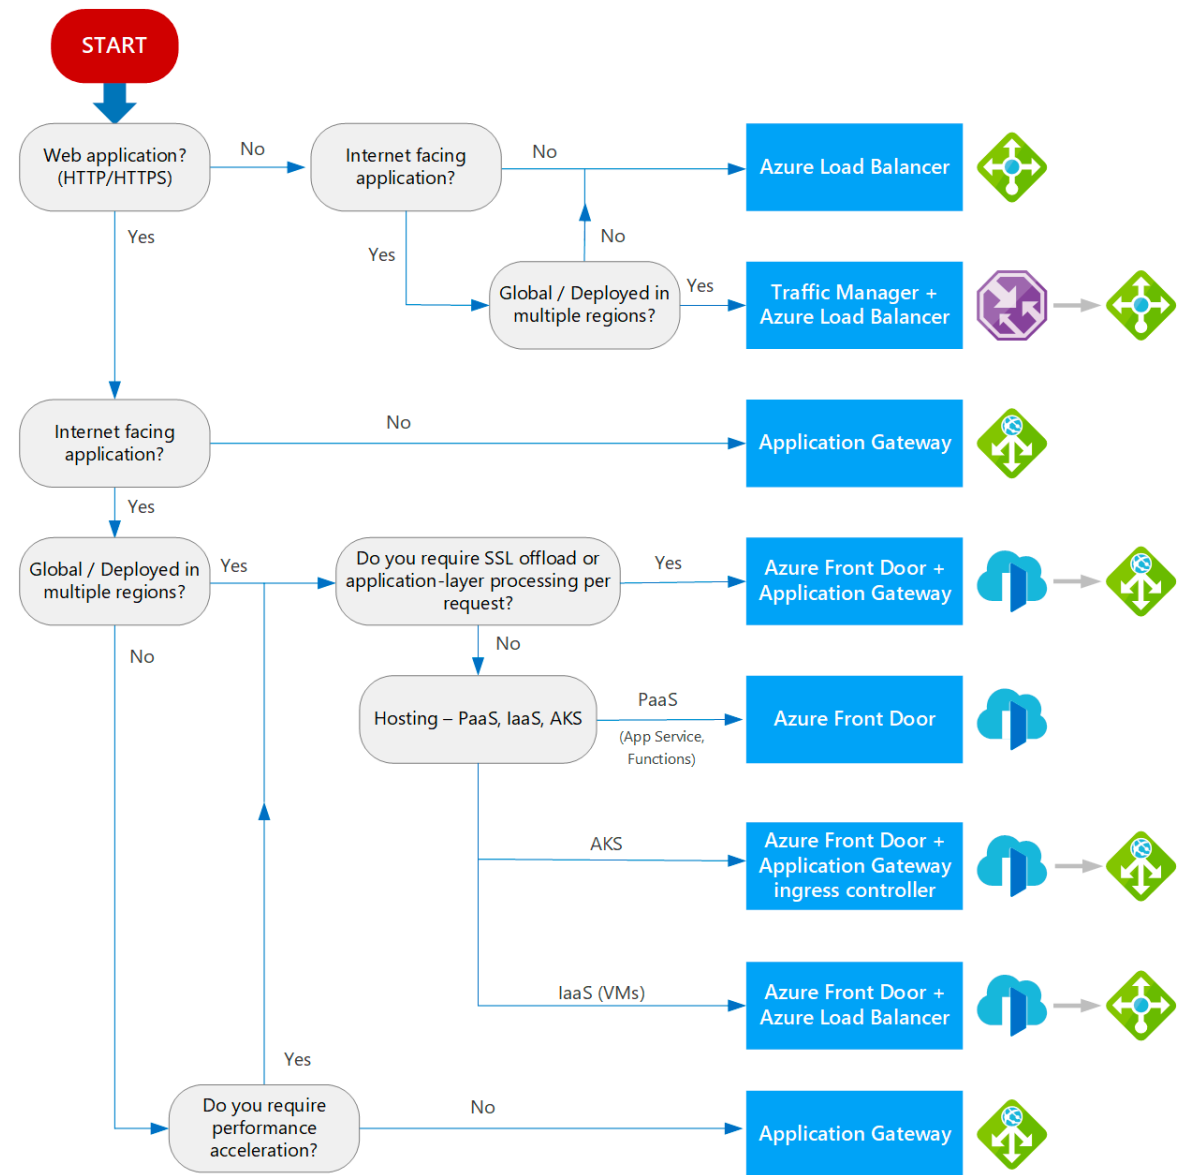 START
Web application?
(HTTP/HTTPS)
No
Internet facing
application?
No
Azure Load Balancer
Yes
Yes
No
Global / Deployed in
multiple regions?
Yes
Traffic Manager +
Azure Load Balancer
Internet facing
application?
No
Application Gateway
Yes
Global / Deployed in
multiple regions?
Yes
Do you require SSL offload or
application-layer processing per
request?
Yes
Azure Front Door +
Application Gateway
No
No
Hosting – PaaS, IaaS, AKS
PaaS
(App Service,
Functions)
Azure Front Door
AKS
Azure Front Door +
Application Gateway
ingress controller
IaaS (VMs)
Azure Front Door +
Azure Load Balancer
Yes
Do you require
performance
acceleration?
No
Application Gateway